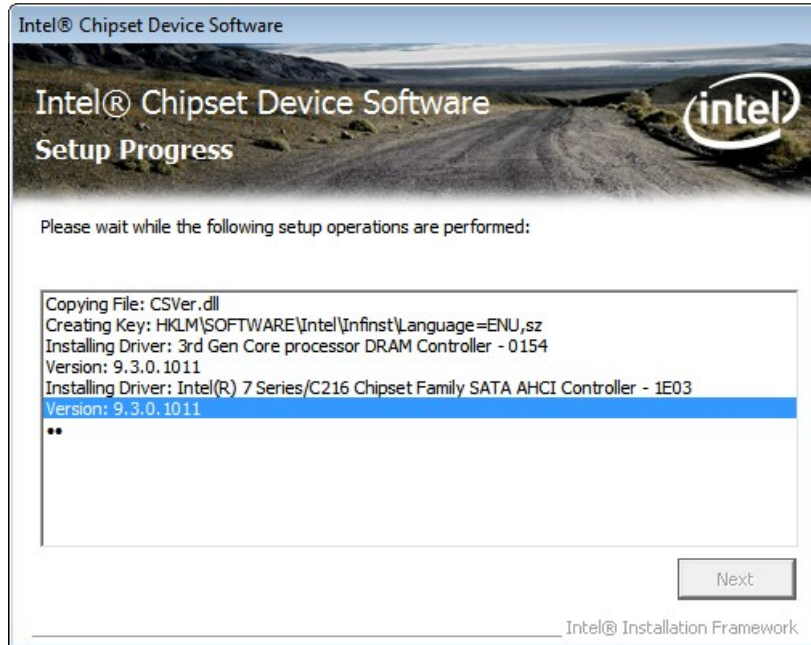 Intel® Chipset Device Software
Intel® Chipset Device Software
intel
Setup Progress
Please wait while the following setup operations are performed:
Copying File: CSVer.dll
Creating Key: HKLM\SOFTWARE\Intel\Infinst\Language=ENU,sz
Installing Driver: 3rd Gen Core processor DRAM Controller - 0154
Version: 9.3.0.1011
Installing Driver: Intel(R) 7 Series/C216 Chipset Family SATA AHCI Controller - 1E03
Version: 9.3.0.1011
••
Next
Intel® Installation Framework